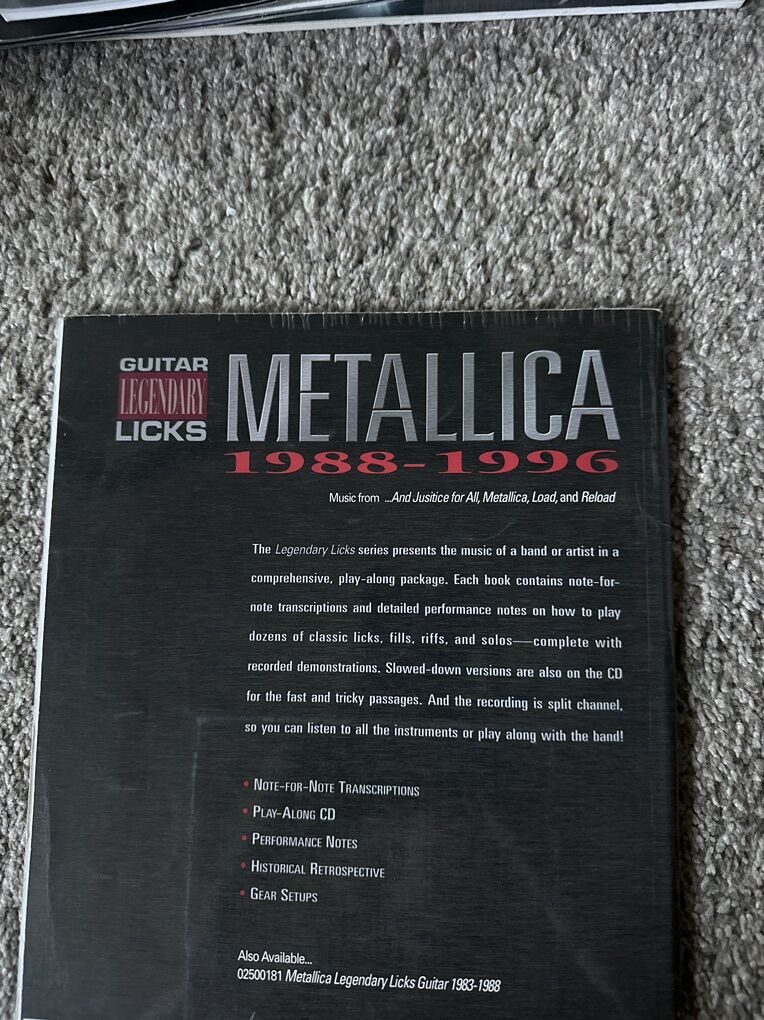 GUITAR
LEGENDARY
LICKS
METALLICA
1988-1996
Music from ...And Jusitice for All, Metallica, Load, and Reload
The Legendary Licks series presents the music of a band or artist in a
comprehensive, play-along package. Each book contains note-for-
note transcriptions and detailed performance notes on how to play
dozens of classic licks, fills, riffs, and solos—complete with
recorded demonstrations. Slowed-down versions are also on the CD
for the fast and tricky passages. And the recording is split channel,
so you can listen to all the instruments or play along with the band!
• NOTE-FOR-NOTE TRANSCRIPTIONS
• PLAY-ALONG CD
• PERFORMANCE NOTES
• HISTORICAL RETROSPECTIVE
• GEAR SETUPS
Also Available...
02500181 Metallica Legendary Licks Guitar 1983-1988